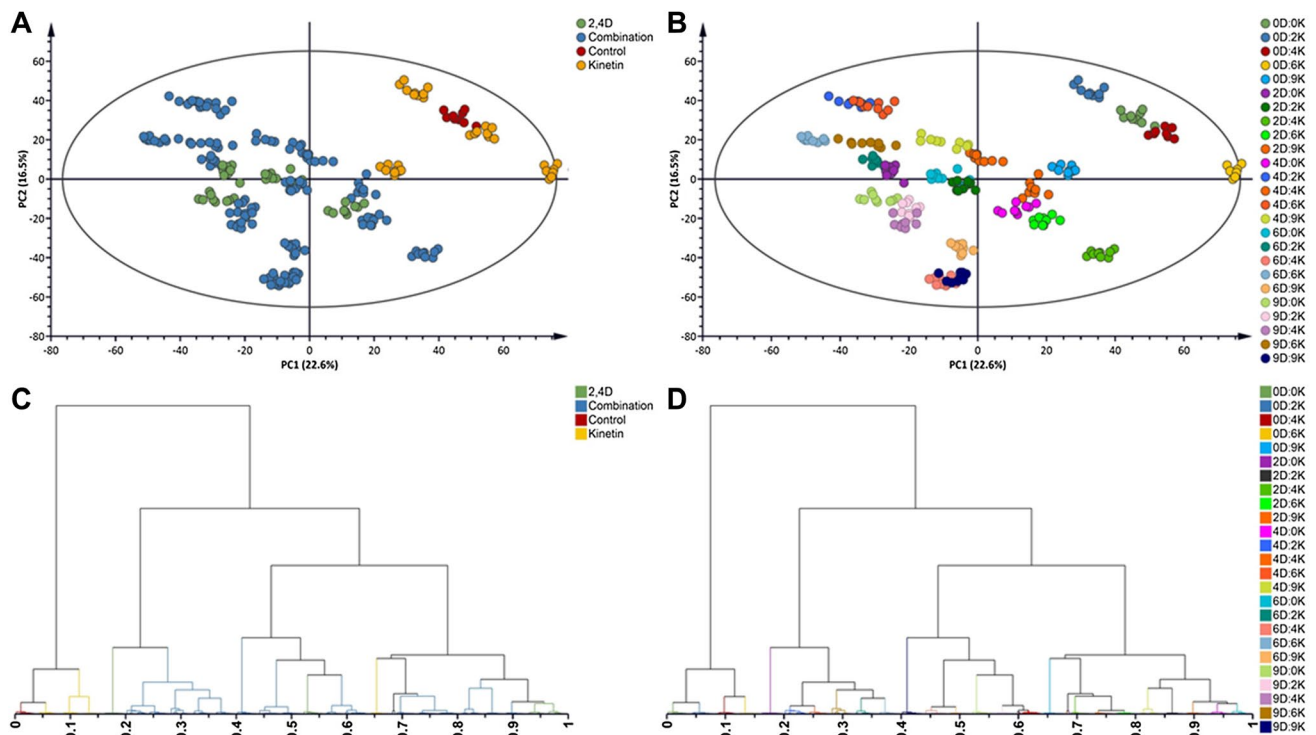 A
2,4D
Combination
Control
Kinetin
60
40
20
0
-20
-40
-60
-80
PC2 (16.5%)
-80
-60
-40
-20
0
20
40
60
PC1 (22.6%)
B
0D:0K
0D:2K
0D:4K
0D:6K
0D:9K
2D:0K
2D:2K
2D:4K
2D:6K
2D:9K
4D:0K
4D:2K
4D:4K
4D:6K
4D:9K
6D:0K
6D:2K
6D:4K
6D:6K
6D:9K
9D:0K
9D:2K
9D:4K
9D:6K
9D:9K
60
40
20
0
-20
-40
-60
-80
PC2 (16.5%)
-80
-60
-40
-20
0
20
40
60
PC1 (22.6%)
C
2,4D
Combination
Control
Kinetin
0
0.1
0.2
0.3
0.4
0.5
0.6
0.7
0.8
0.9
1
D
0D:0K
0D:2K
0D:4K
0D:6K
0D:9K
2D:0K
2D:2K
2D:4K
2D:6K
2D:9K
4D:0K
4D:2K
4D:4K
4D:6K
4D:9K
6D:0K
6D:2K
6D:4K
6D:6K
6D:9K
9D:0K
9D:2K
9D:4K
9D:6K
9D:9K
0
0.1
0.2
0.3
0.4
0.5
0.6
0.7
0.8
0.9
1